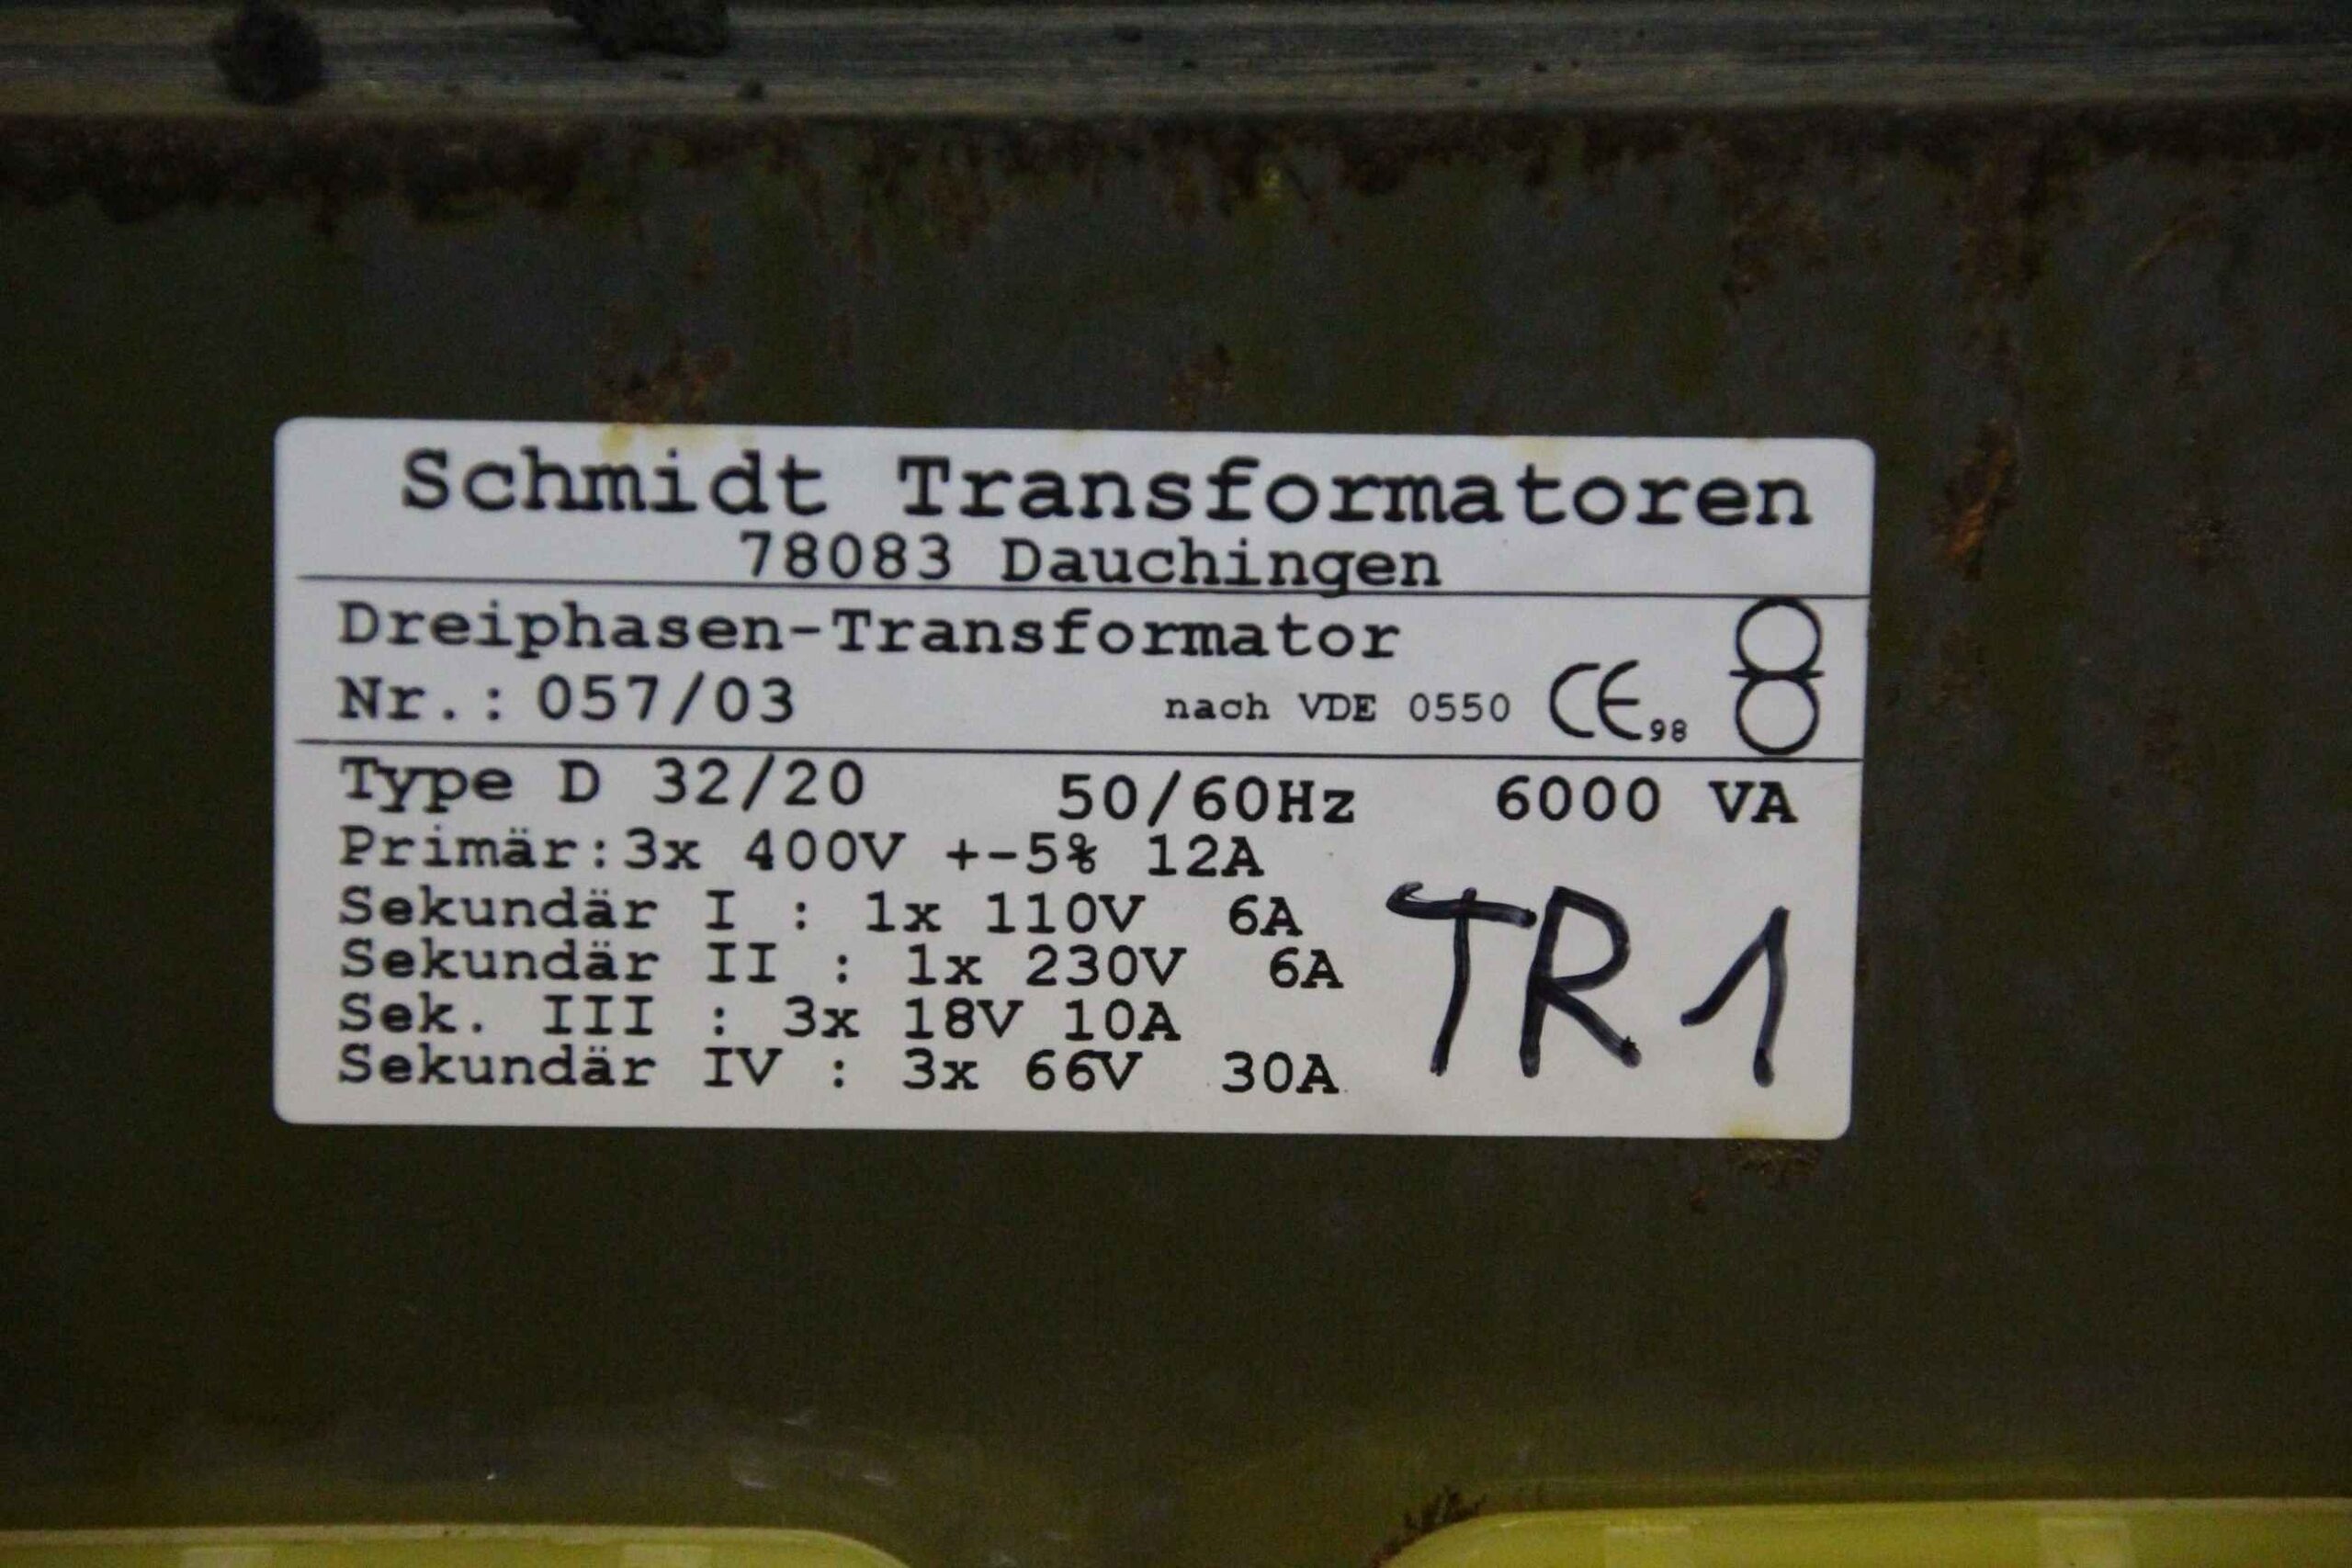 Schmidt Transformatoren
78083 Dauchingen
Dreiphasen-Transformator
Nr.: 057/03 nach VDE 0550 CE 98
Type D 32/20 50/60Hz 6000 VA
Primär:3x 400V +-5% 12A
Sekundär I : 1x 110V 6A
Sekundär II : 1x 230V 6A
Sek. III : 3x 18V 10A
Sekundär IV : 3x 66V 30A
TR1